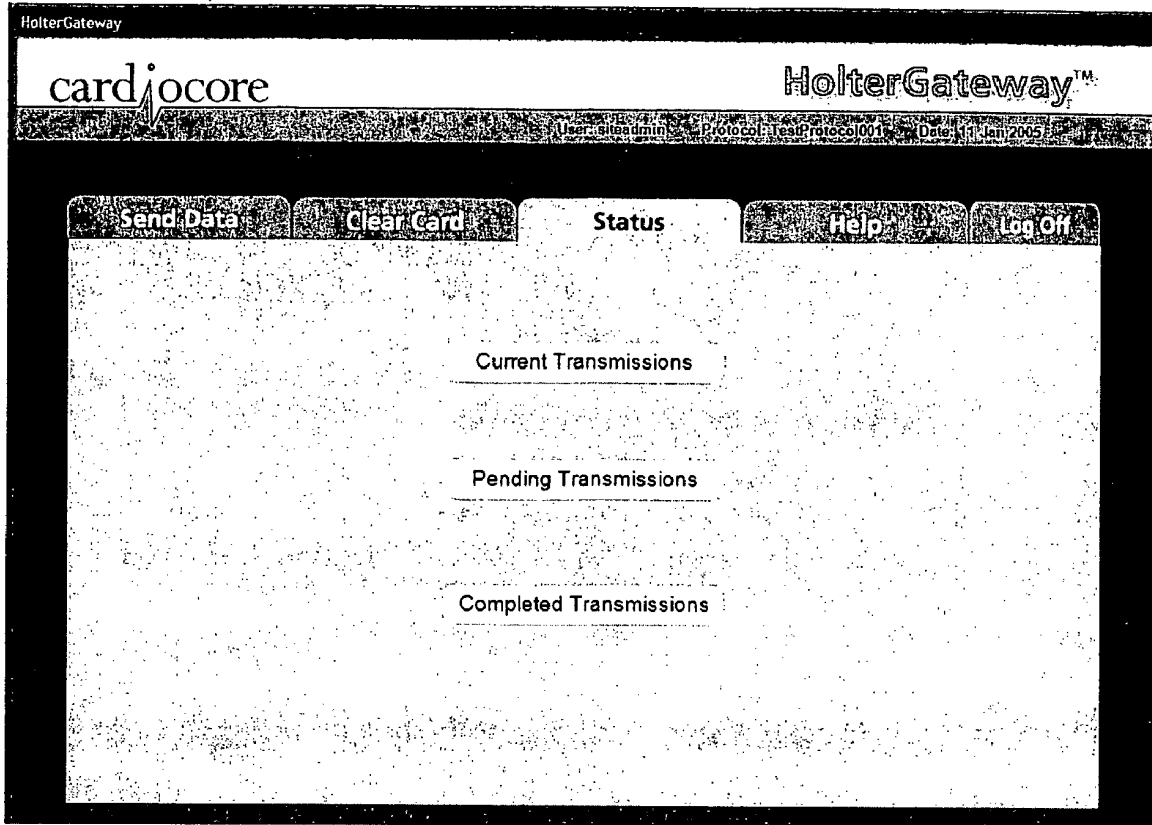 HolterGateway
cardiocore
HolterGateway™
User: siteadmin Protocol: TestProtocol001 Date: 11 Jan 2005
Send Data Clear Card Status Help Log Off
Current Transmissions
Pending Transmissions
Completed Transmissions